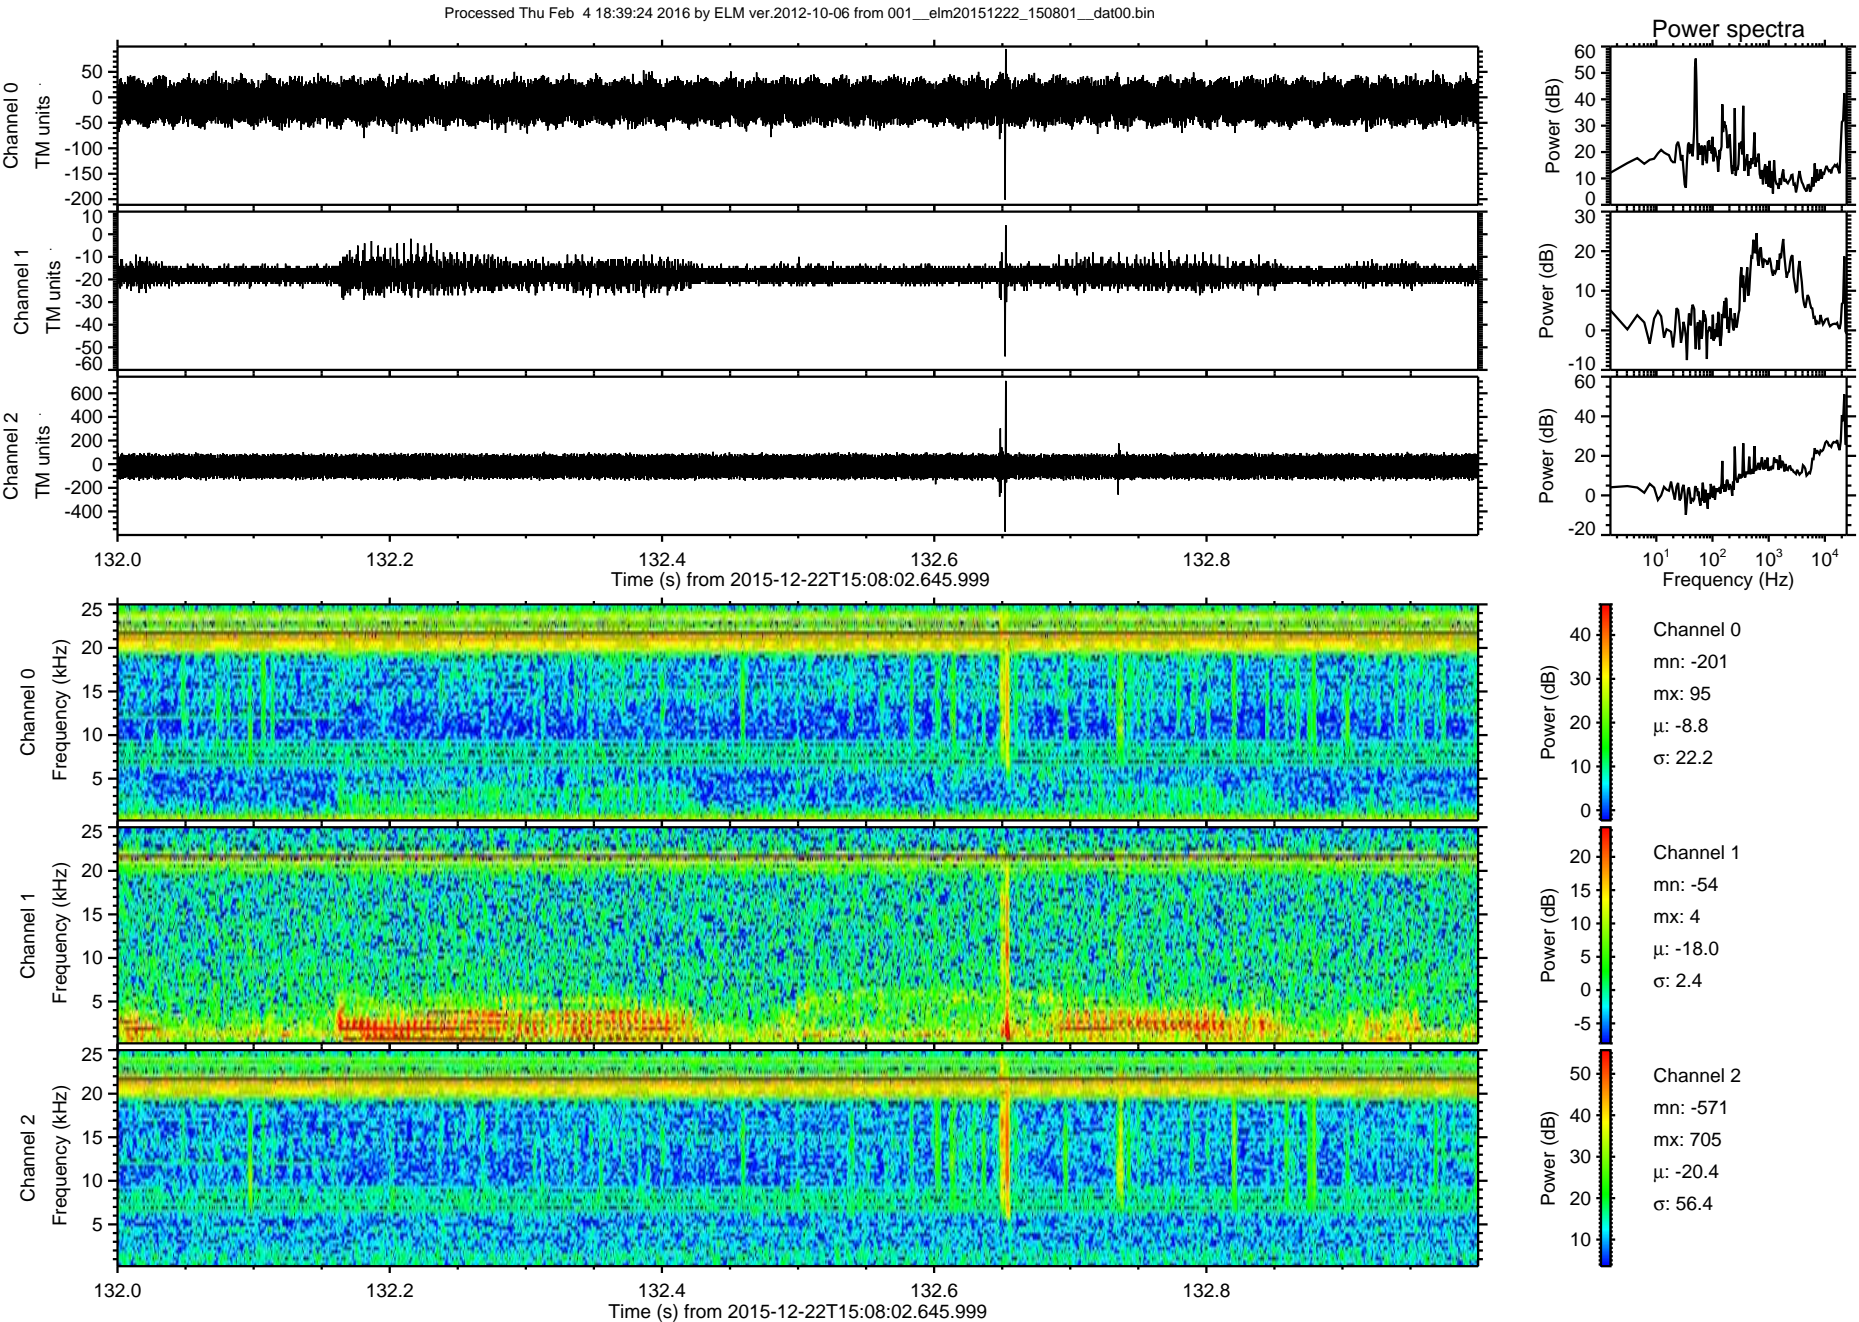 Processed Thu Feb  4 18:39:24 2016 by ELM ver.2012-10-06 from 001__elm20151222_150801__dat00.bin
Power spectra
Channel 0
TM units
50
0
-50
-100
-150
-200
Power (dB)
60
50
40
30
20
10
0
Channel 1
TM units
10
0
-10
-20
-30
-40
-50
-60
Power (dB)
30
20
10
0
-10
Channel 2
TM units
600
400
200
0
-200
-400
Power (dB)
60
40
20
0
-20
132.0 132.2 132.4 132.6 132.8
Time (s) from 2015-12-22T15:08:02.645.999
10¹ 10² 10³ 10⁴
Frequency (Hz)
Channel 0
Frequency (kHz)
25
20
15
10
5
Power (dB)
40
30
20
10
0
Channel 0
mn: -201
mx: 95
μ: -8.8
σ: 22.2
Channel 1
Frequency (kHz)
25
20
15
10
5
Power (dB)
20
15
10
5
0
-5
Channel 1
mn: -54
mx: 4
μ: -18.0
σ: 2.4
Channel 2
Frequency (kHz)
25
20
15
10
5
Power (dB)
50
40
30
20
10
Channel 2
mn: -571
mx: 705
μ: -20.4
σ: 56.4
132.0 132.2 132.4 132.6 132.8
Time (s) from 2015-12-22T15:08:02.645.999